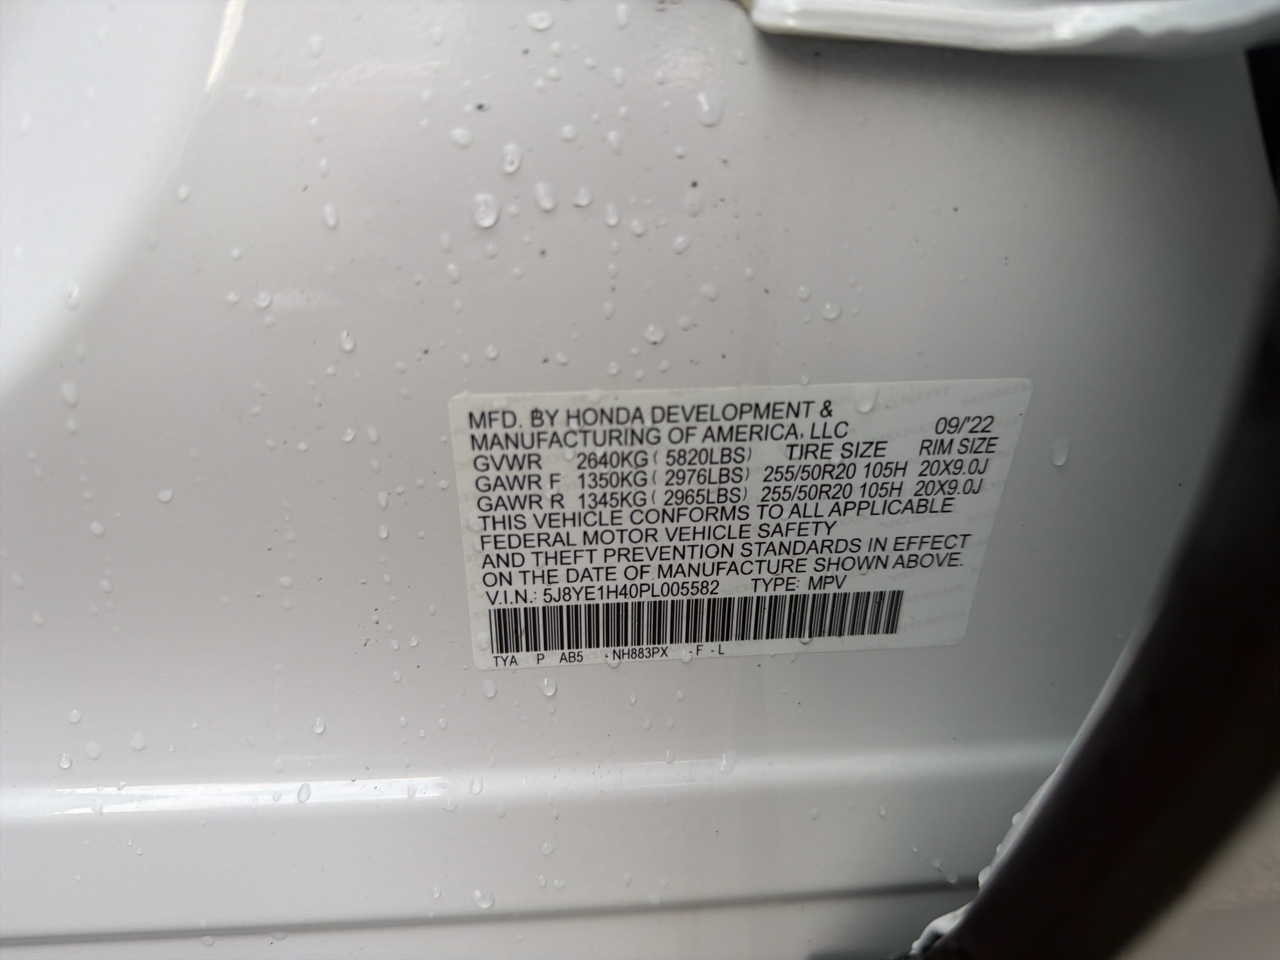 MFD. BY HONDA DEVELOPMENT &
MANUFACTURING OF AMERICA, LLC 09/'22
GVWR 2640KG ( 5820LBS) TIRE SIZE RIM SIZE
GAWR F 1350KG ( 2976LBS) 255/50R20 105H 20X9.0J
GAWR R 1345KG ( 2965LBS) 255/50R20 105H 20X9.0J
THIS VEHICLE CONFORMS TO ALL APPLICABLE
FEDERAL MOTOR VEHICLE SAFETY
AND THEFT PREVENTION STANDARDS IN EFFECT
ON THE DATE OF MANUFACTURE SHOWN ABOVE.
V.I.N.: 5J8YE1H40PL005582 TYPE: MPV
TYA P AB5 -NH883PX -F -L